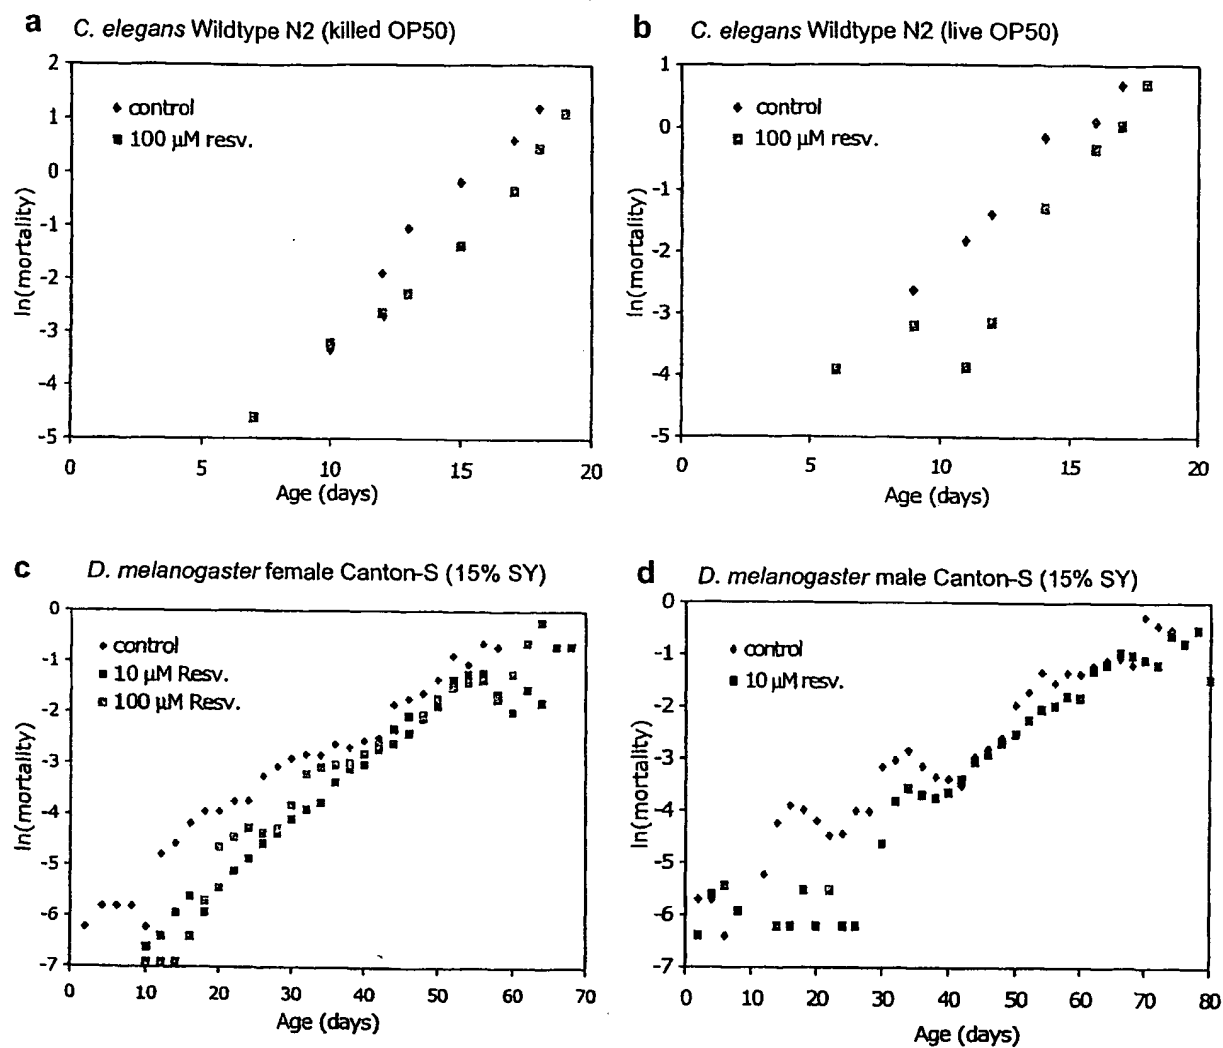 a C. elegans Wildtype N2 (killed OP50)
2
1
0
-1
-2
-3
-4
-5
ln(mortality)
control
100 µM resv.
0 5 10 15 20
Age (days)
b C. elegans Wildtype N2 (live OP50)
1
0
-1
-2
-3
-4
-5
ln(mortality)
control
100 µM resv.
0 5 10 15 20
Age (days)
c D. melanogaster female Canton-S (15% SY)
0
-1
-2
-3
-4
-5
-6
-7
ln(mortality)
control
10 µM Resv.
100 µM Resv.
0 10 20 30 40 50 60 70
Age (days)
d D. melanogaster male Canton-S (15% SY)
0
-1
-2
-3
-4
-5
-6
-7
ln(mortality)
control
10 µM resv.
0 10 20 30 40 50 60 70 80
Age (days)